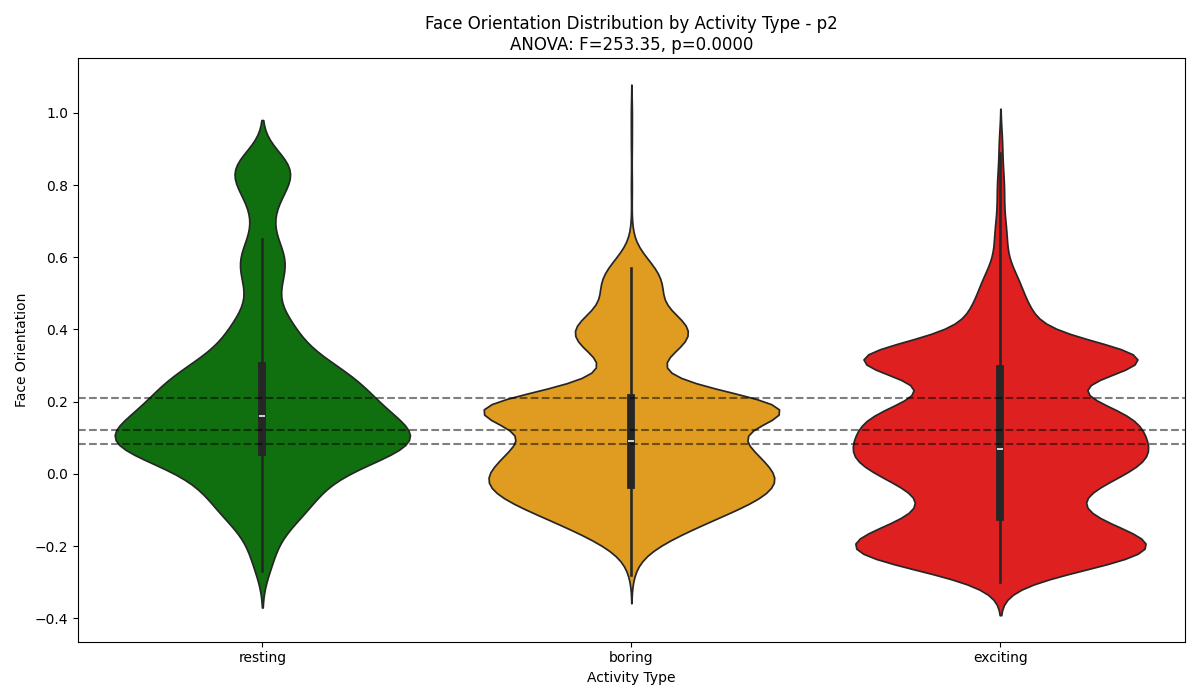 Face Orientation Distribution by Activity Type - p2
ANOVA: F=253.35, p=0.0000
Face Orientation
1.0
0.8
0.6
0.4
0.2
0.0
−0.2
−0.4
resting
boring
exciting
Activity Type